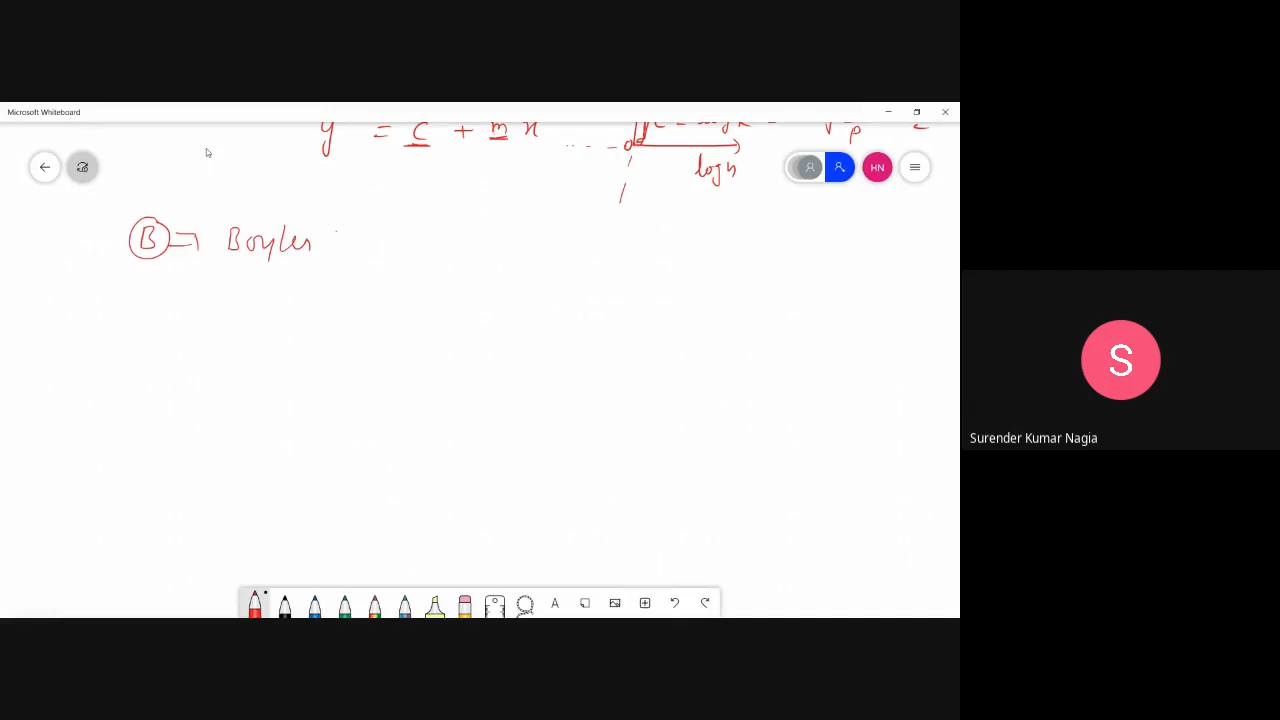 Microsoft Whiteboard
y = c + m x
log n
HN
B ⇒ Boyles
S
Surender Kumar Nagia
A